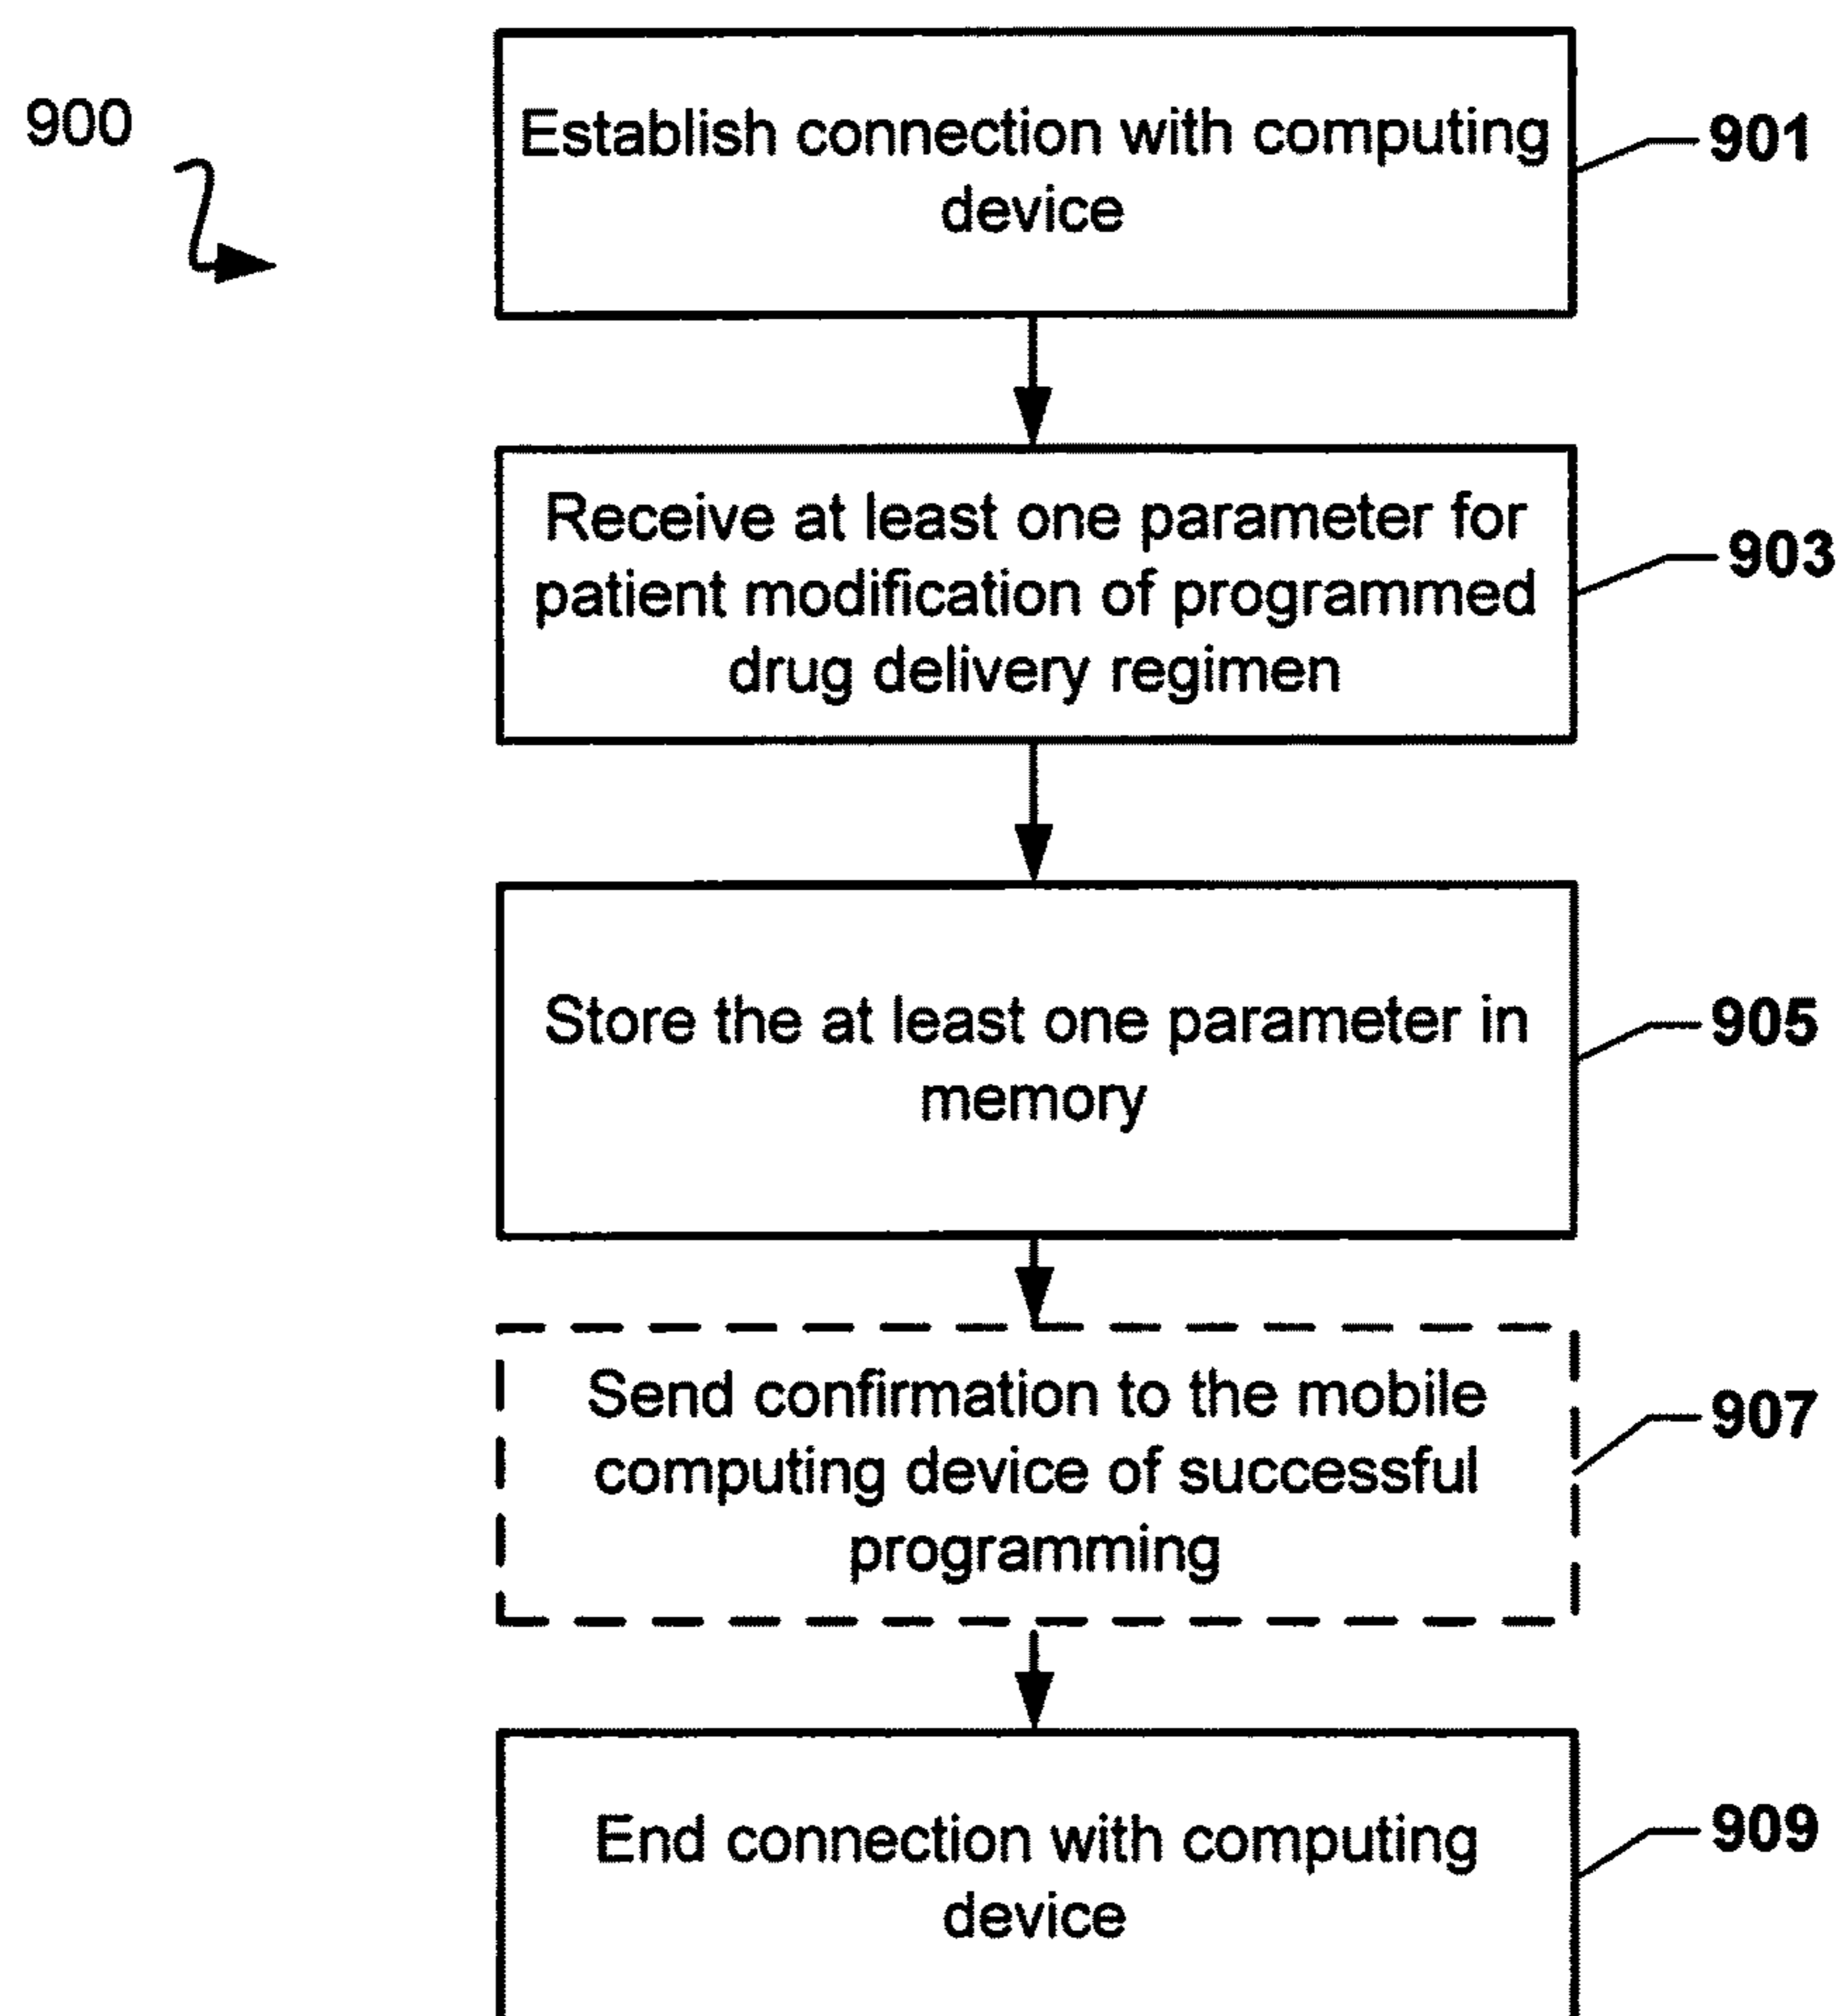 900
Establish connection with computing
device
901
Receive at least one parameter for
patient modification of programmed
drug delivery regimen
903
Store the at least one parameter in
memory
905
Send confirmation to the mobile
computing device of successful
programming
907
End connection with computing
device
909